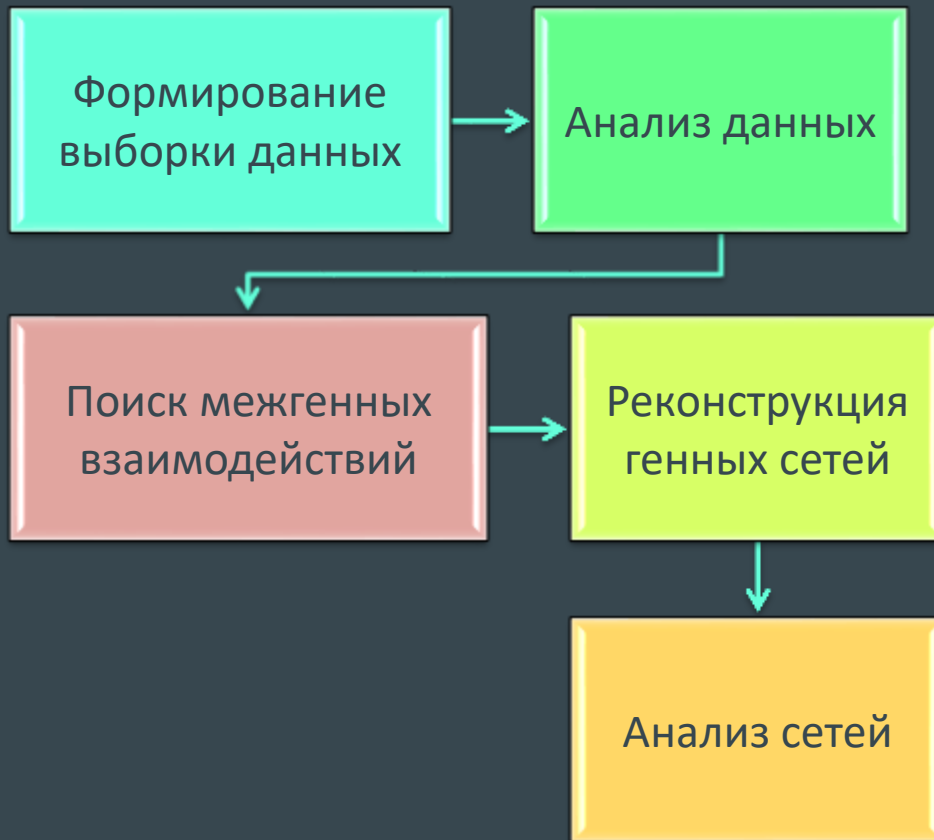 Формирование
выборки данных
Анализ данных
Поиск межгенных
взаимодействий
Реконструкция
генных сетей
Анализ сетей